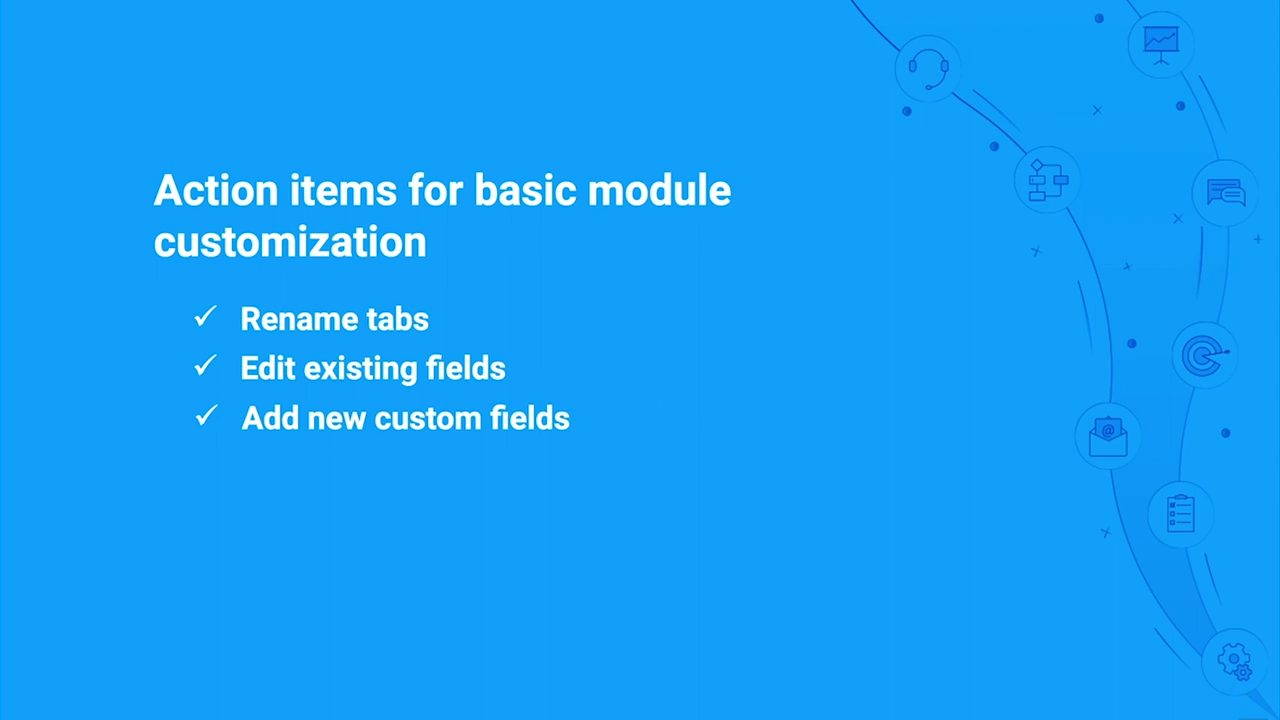 Action items for basic module
customization
✓ Rename tabs
✓ Edit existing fields
✓ Add new custom fields
@